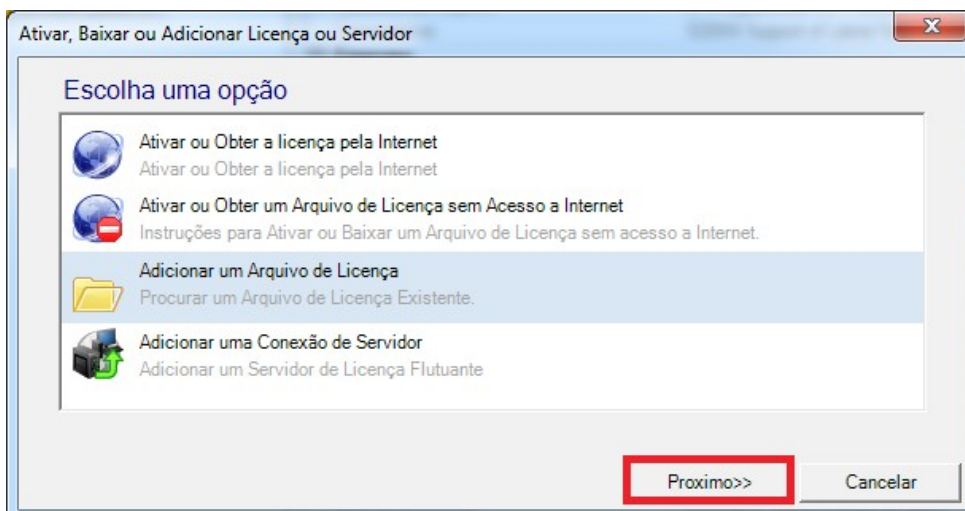 Ativar, Baixar ou Adicionar Licença ou Servidor
Escolha uma opção
Ativar ou Obter a licença pela Internet
Ativar ou Obter a licença pela Internet
Ativar ou Obter um Arquivo de Licença sem Acesso a Internet
Instruções para Ativar ou Baixar um Arquivo de Licença sem acesso a Internet.
Adicionar um Arquivo de Licença
Procurar um Arquivo de Licença Existente.
Adicionar uma Conexão de Servidor
Adicionar um Servidor de Licença Flutuante
Proximo>> Cancelar